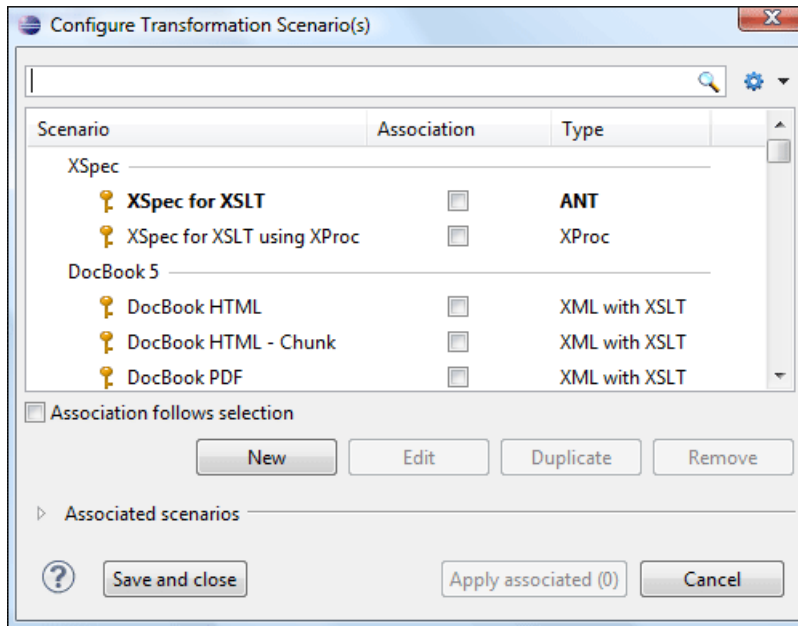 Configure Transformation Scenario(s)
Scenario Association Type
XSpec
XSpec for XSLT ANT
XSpec for XSLT using XProc XProc
DocBook 5
DocBook HTML XML with XSLT
DocBook HTML - Chunk XML with XSLT
DocBook PDF XML with XSLT
Association follows selection
New Edit Duplicate Remove
Associated scenarios
? Save and close Apply associated (0) Cancel